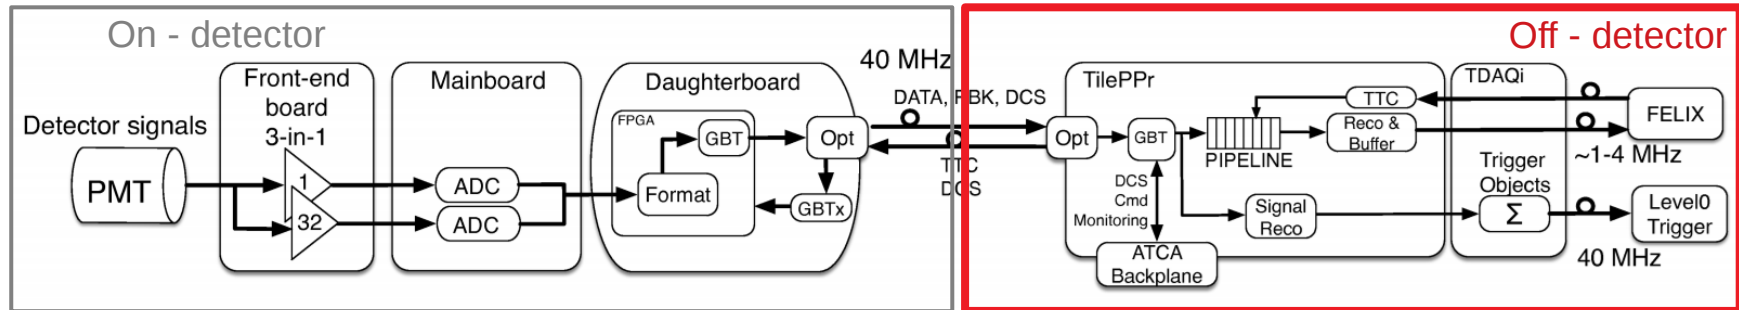 On - detector
Off - detector
Detector signals
PMT
Front-end
board
3-in-1
1
32
Mainboard
ADC
ADC
Daughterboard
FPGA
GBT
Format
Opt
GBTx
40 MHz
DATA, RBK, DCS
TTC
DCS
TilePPr
Opt
GBT
DCS
Cmd
Monitoring
ATCA
Backplane
PIPELINE
TTC
Reco &
Buffer
Signal
Reco
TDAQi
Trigger
Objects
Σ
FELIX
~1-4 MHz
Level0
Trigger
40 MHz